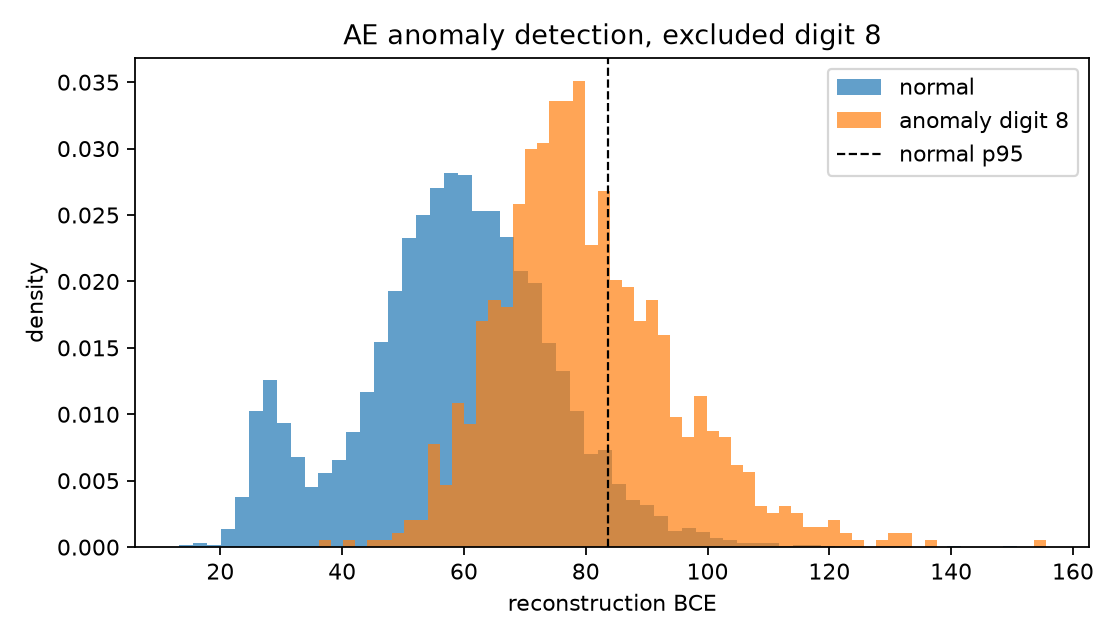 AE anomaly detection, excluded digit 8
0.035
0.030
0.025
0.020
0.015
0.010
0.005
0.000
density
normal
anomaly digit 8
normal p95
20 40 60 80 100 120 140 160
reconstruction BCE